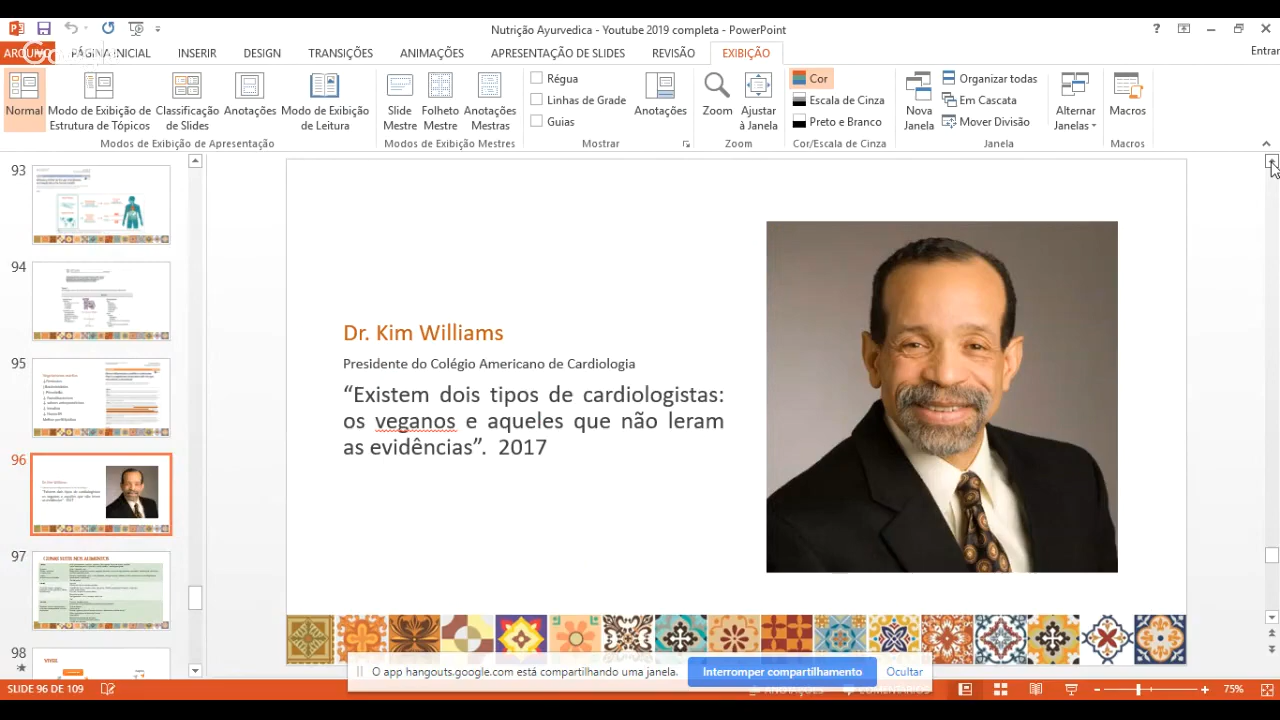 Nutrição Ayurvedica - Youtube 2019 completa - PowerPoint
ARQUIVO PÁGINA INICIAL INSERIR DESIGN TRANSIÇÕES ANIMAÇÕES APRESENTAÇÃO DE SLIDES REVISÃO EXIBIÇÃO Entrar
Normal
Modo de Exibição de
Estrutura de Tópicos
Classificação
de Slides
Anotações
Modo de Exibição
de Leitura
Modos de Exibição de Apresentação
Slide
Mestre
Folheto
Mestre
Anotações
Mestras
Modos de Exibição Mestres
Régua
Linhas de Grade
Guias
Anotações
Mostrar
Zoom
Ajustar
à Janela
Zoom
Cor
Escala de Cinza
Preto e Branco
Cor/Escala de Cinza
Nova
Janela
Organizar todas
Em Cascata
Mover Divisão
Alternar
Janelas
Janela
Macros
Macros
93
94
95
96
97
98
Dr. Kim Williams
Presidente do Colégio Americano de Cardiologia
“Existem dois tipos de cardiologistas:
os veganos e aqueles que não leram
as evidências”. 2017
O app hangouts.google.com está compartilhando uma janela. Interromper compartilhamento Ocultar
SLIDE 96 DE 109
ANOTAÇÕES COMENTÁRIOS
75%